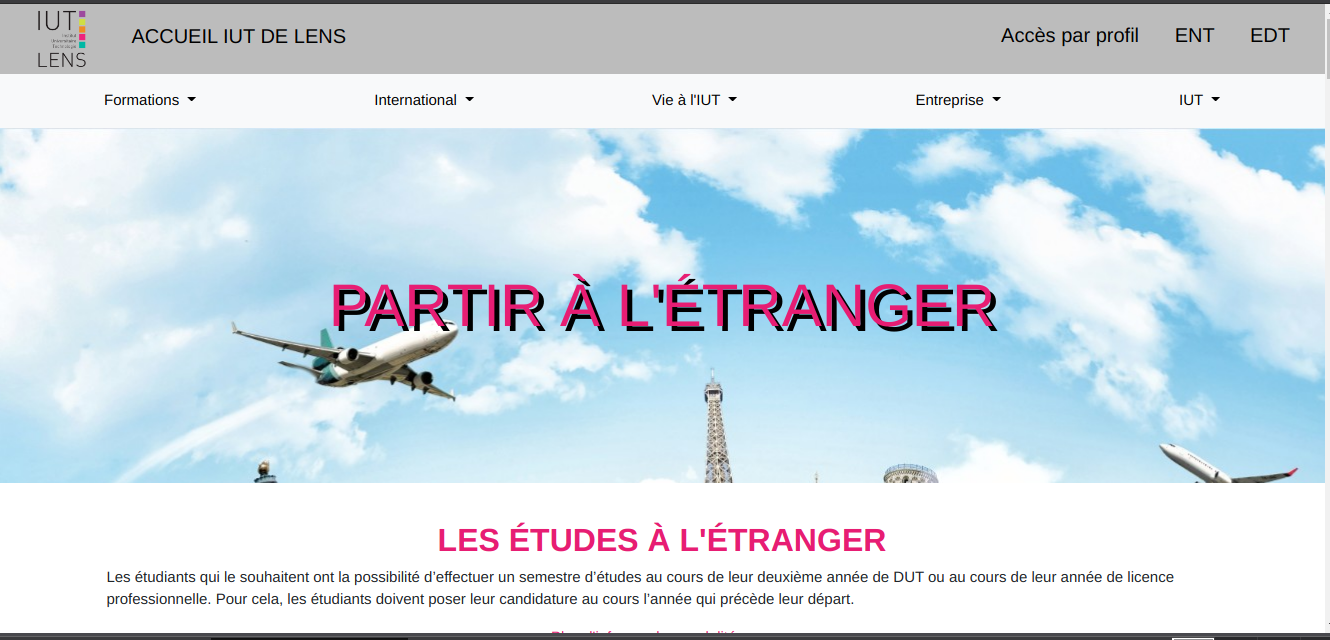 IUT
Institut
Universitaire
Technologie
LENS
ACCUEIL IUT DE LENS
Accès par profil
ENT
EDT
Formations
International
Vie à l'IUT
Entreprise
IUT
PARTIR À L'ÉTRANGER
LES ÉTUDES À L'ÉTRANGER
Les étudiants qui le souhaitent ont la possibilité d’effectuer un semestre d’études au cours de leur deuxième année de DUT ou au cours de leur année de licence
professionnelle. Pour cela, les étudiants doivent poser leur candidature au cours l’année qui précède leur départ.